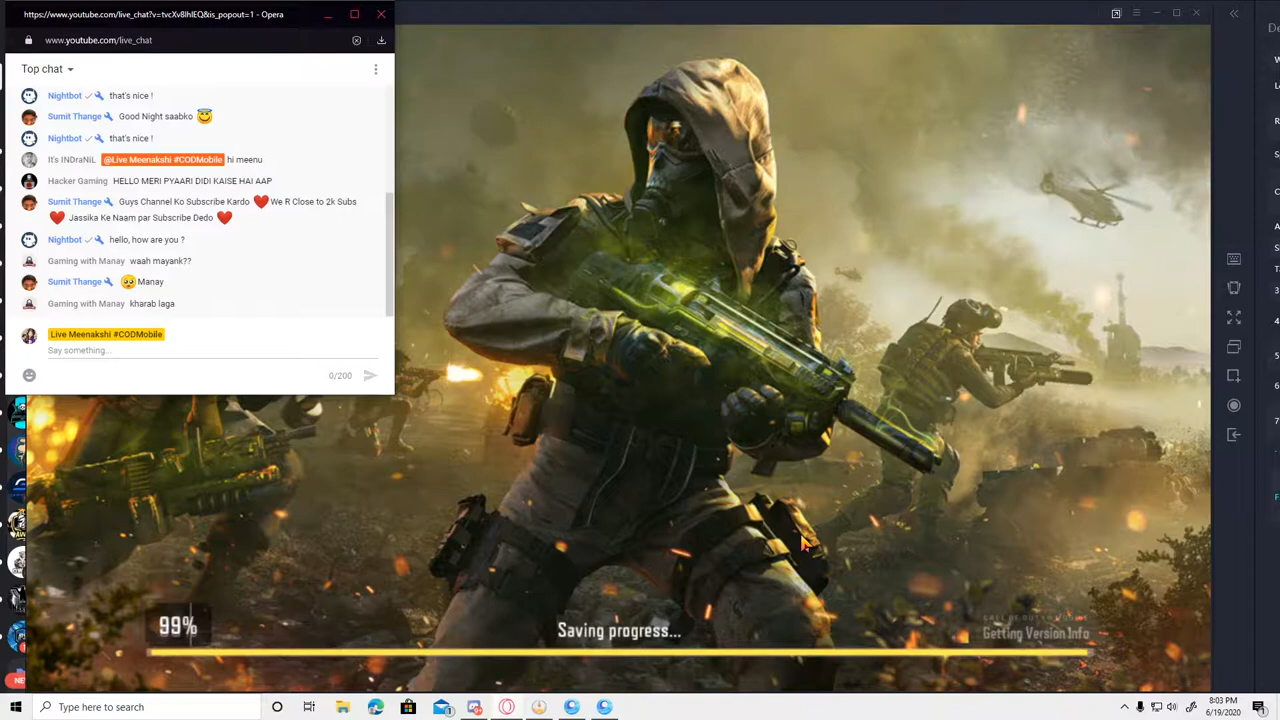 https://www.youtube.com/live_chat?v=tvcXv8lhIEQ&is_popout=1 - Opera
www.youtube.com/live_chat
Top chat
Nightbot that's nice !
Sumit Thange Good Night saabko
Nightbot that's nice !
It's INDraNiL @Live Meenakshi #CODMobile hi meenu
Hacker Gaming HELLO MERI PYAARI DIDI KAISE HAI AAP
Sumit Thange Guys Channel Ko Subscribe Kardo We R Close to 2k Subs
Jassika Ke Naam par Subscribe Dedo
Nightbot hello, how are you ?
Gaming with Manay waah mayank??
Sumit Thange Manay
Gaming with Manay kharab laga
Live Meenakshi #CODMobile
Say something...
0/200
99%
Saving progress...
CALL OF DUTY MOBILE
Getting Version Info
Type here to search
8:03 PM
6/19/2020